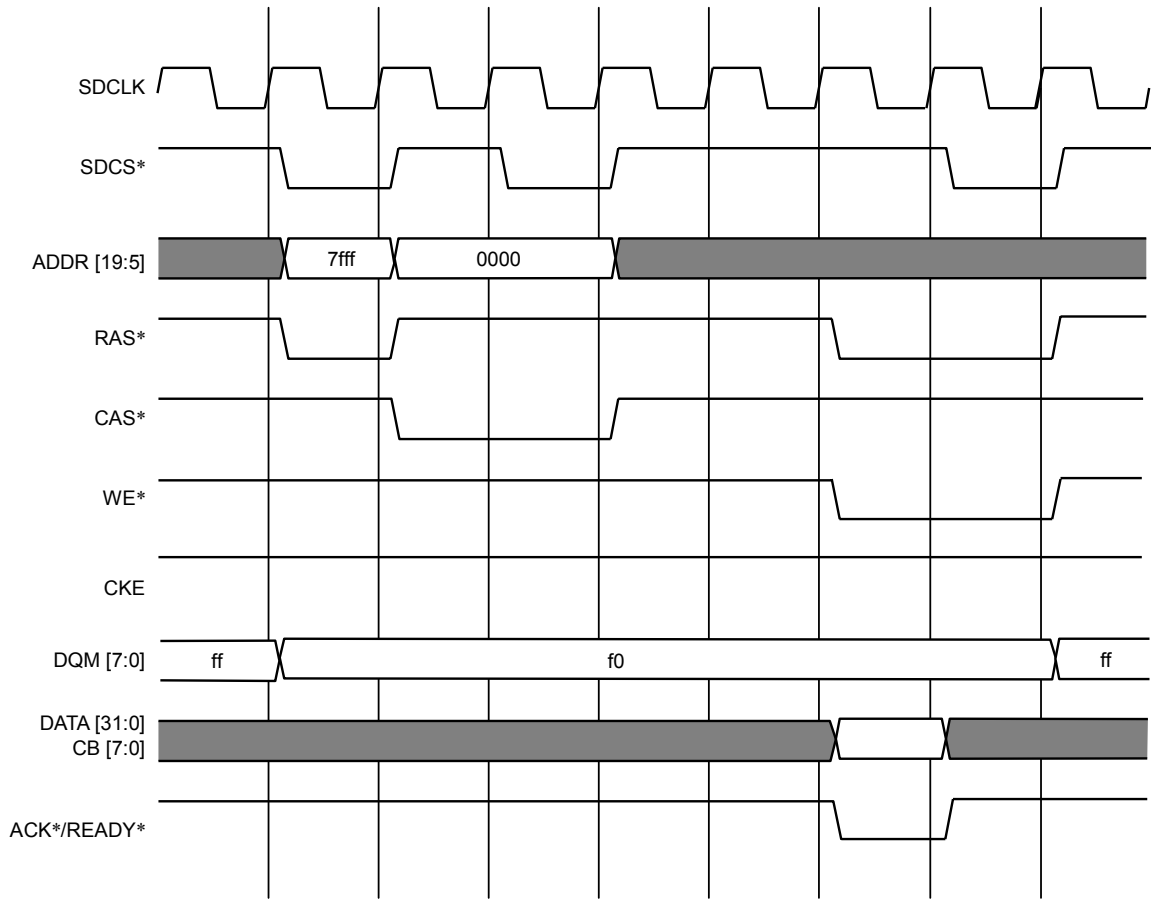 SDCLK
SDCS*
ADDR [19:5]
7fff
0000
RAS*
CAS*
WE*
CKE
DQM [7:0]
ff
f0
ff
DATA [31:0]
CB [7:0]
ACK*/READY*